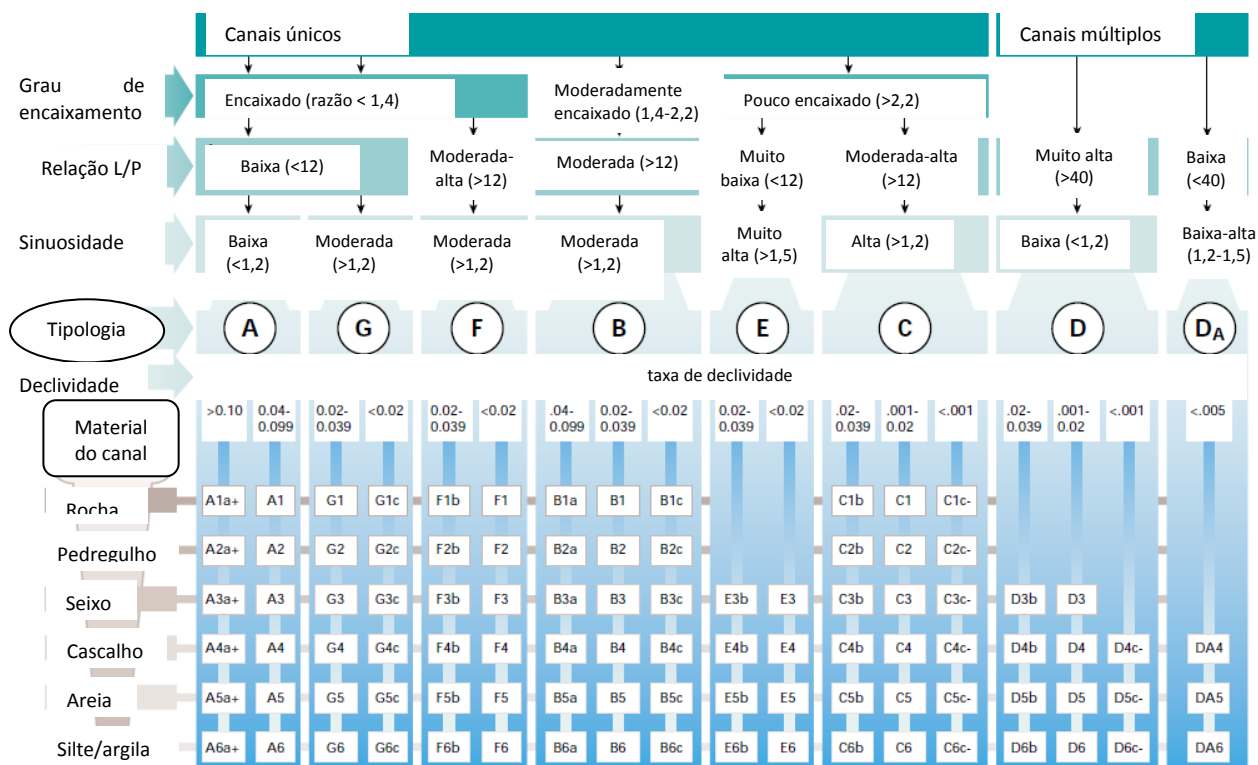 Canais únicos
Canais múltiplos
Grau de
encaixamento
Encaixado (razão < 1,4)
Moderadamente
encaixado (1,4-2,2)
Pouco encaixado (>2,2)
Relação L/P
Baixa (<12)
Moderada-
alta (>12)
Moderada (>12)
Muito
baixa (<12)
Moderada-alta
(>12)
Muito alta
(>40)
Baixa
(<40)
Sinuosidade
Baixa
(<1,2)
Moderada
(>1,2)
Moderada
(>1,2)
Moderada
(>1,2)
Muito
alta (>1,5)
Alta (>1,2)
Baixa (<1,2)
Baixa-alta
(1,2-1,5)
Tipologia
A G F B E C D DA
Declividade
taxa de declividade
>0.10 0.04-0.099 0.02-0.039 <0.02 0.02-0.039 <0.02 .04-0.099 0.02-0.039 <0.02 0.02-0.039 <0.02 .02-0.039 .001-0.02 <.001 .02-0.039 .001-0.02 <.001 <.005
Material
do canal
Rocha A1a+ A1 G1 G1c F1b F1 B1a B1 B1c C1b C1 C1c-
Pedregulho A2a+ A2 G2 G2c F2b F2 B2a B2 B2c C2b C2 C2c-
Seixo A3a+ A3 G3 G3c F3b F3 B3a B3 B3c E3b E3 C3b C3 C3c- D3b D3
Cascalho A4a+ A4 G4 G4c F4b F4 B4a B4 B4c E4b E4 C4b C4 C4c- D4b D4 D4c- DA4
Areia A5a+ A5 G5 G5c F5b F5 B5a B5 B5c E5b E5 C5b C5 C5c- D5b D5 D5c- DA5
Silte/argila A6a+ A6 G6 G6c F6b F6 B6a B6 B6c E6b E6 C6b C6 C6c- D6b D6 D6c- DA6